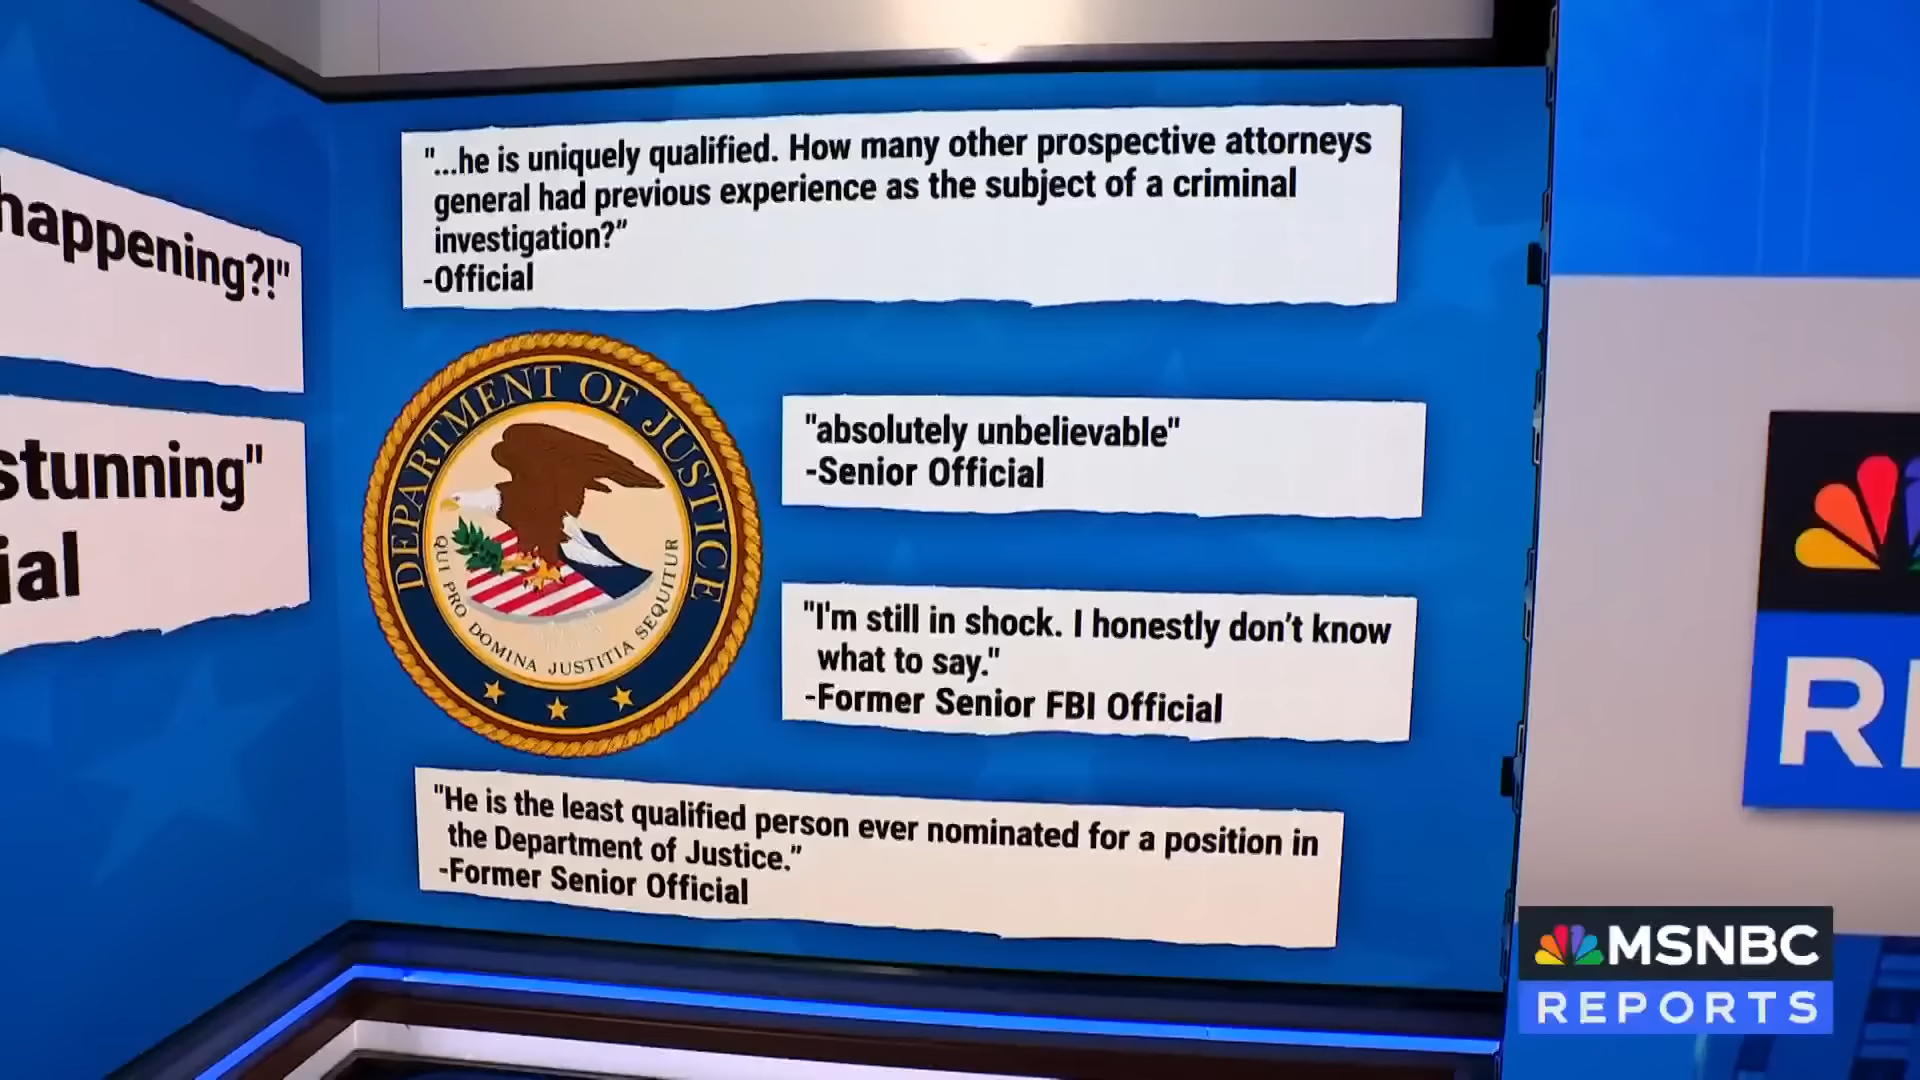 happening?!"
stunning"
ial
"...he is uniquely qualified. How many other prospective attorneys
general had previous experience as the subject of a criminal
investigation?”
-Official
DEPARTMENT OF JUSTICE
QUI PRO DOMINA JUSTITIA SEQUITUR
"absolutely unbelievable"
-Senior Official
"I'm still in shock. I honestly don’t know
what to say."
-Former Senior FBI Official
"He is the least qualified person ever nominated for a position in
the Department of Justice.”
-Former Senior Official
RE
MSNBC
REPORTS